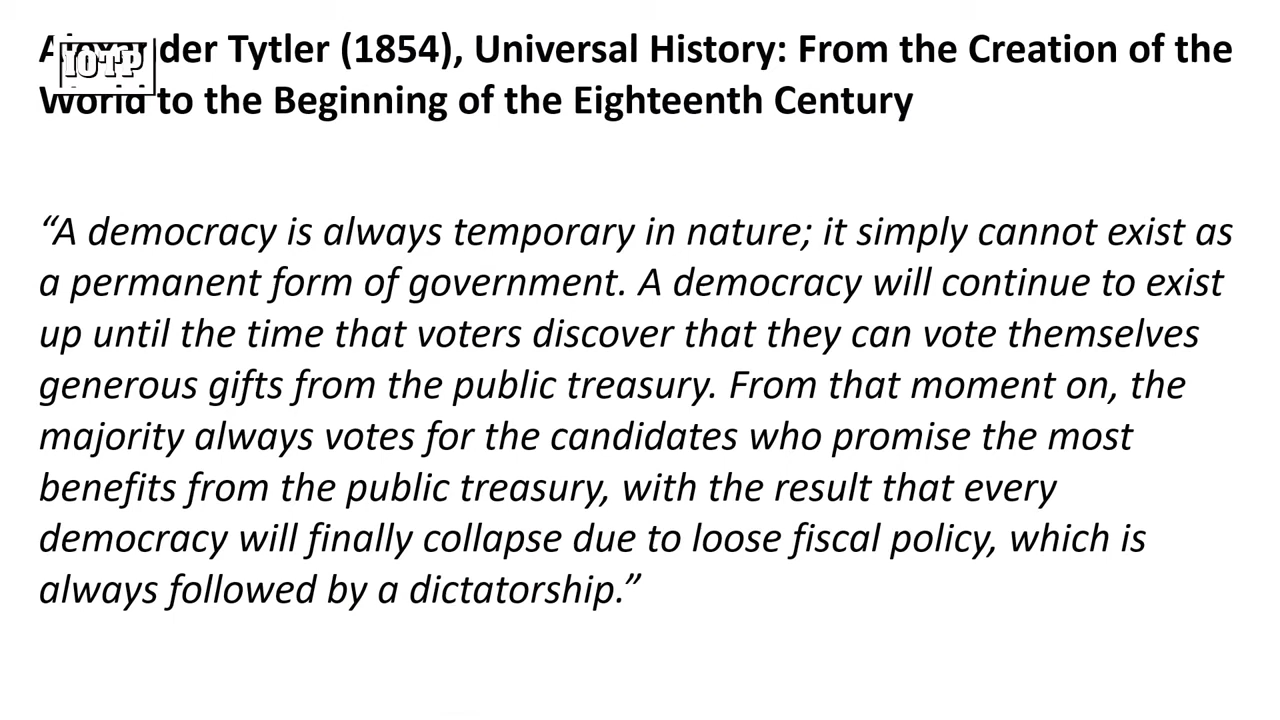 Alexander Tytler (1854), Universal History: From the Creation of the
World to the Beginning of the Eighteenth Century
IOTP
“A democracy is always temporary in nature; it simply cannot exist as
a permanent form of government. A democracy will continue to exist
up until the time that voters discover that they can vote themselves
generous gifts from the public treasury. From that moment on, the
majority always votes for the candidates who promise the most
benefits from the public treasury, with the result that every
democracy will finally collapse due to loose fiscal policy, which is
always followed by a dictatorship.”